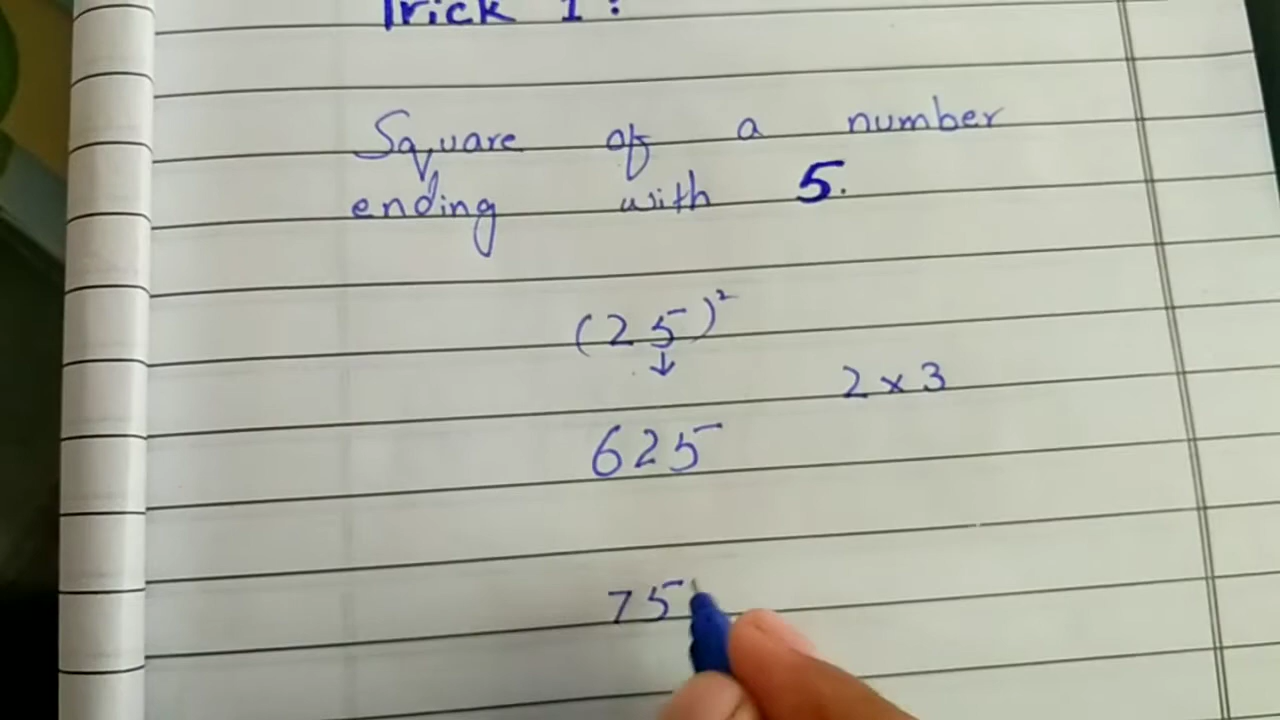 Trick 1:
Square of a number
ending with 5.
(25)²
↓
2 × 3
625
75